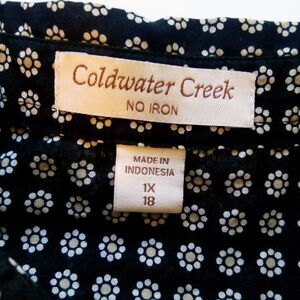 Coldwater Creek
NO IRON
MADE IN
INDONESIA
1X
18